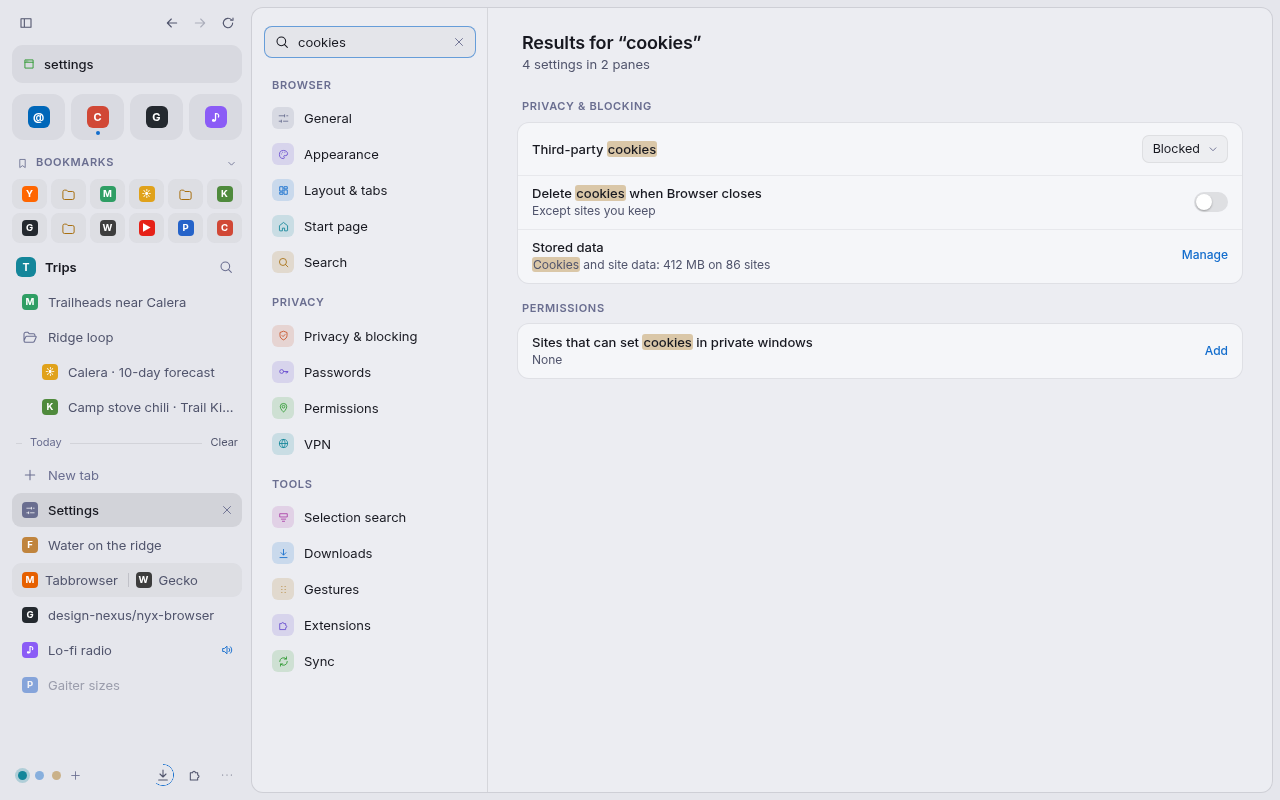 settings
@
C
G
BOOKMARKS
Y
M
K
G
W
P
C
T Trips
M Trailheads near Calera
Ridge loop
Calera · 10-day forecast
K Camp stove chili · Trail Ki...
Today
Clear
New tab
Settings
F Water on the ridge
M Tabbrowser
W Gecko
G design-nexus/nyx-browser
Lo-fi radio
P Gaiter sizes
cookies
BROWSER
General
Appearance
Layout & tabs
Start page
Search
PRIVACY
Privacy & blocking
Passwords
Permissions
VPN
TOOLS
Selection search
Downloads
Gestures
Extensions
Sync
Results for “cookies”
4 settings in 2 panes
PRIVACY & BLOCKING
Third-party cookies
Blocked
Delete cookies when Browser closes
Except sites you keep
Stored data
Cookies and site data: 412 MB on 86 sites
Manage
PERMISSIONS
Sites that can set cookies in private windows
None
Add